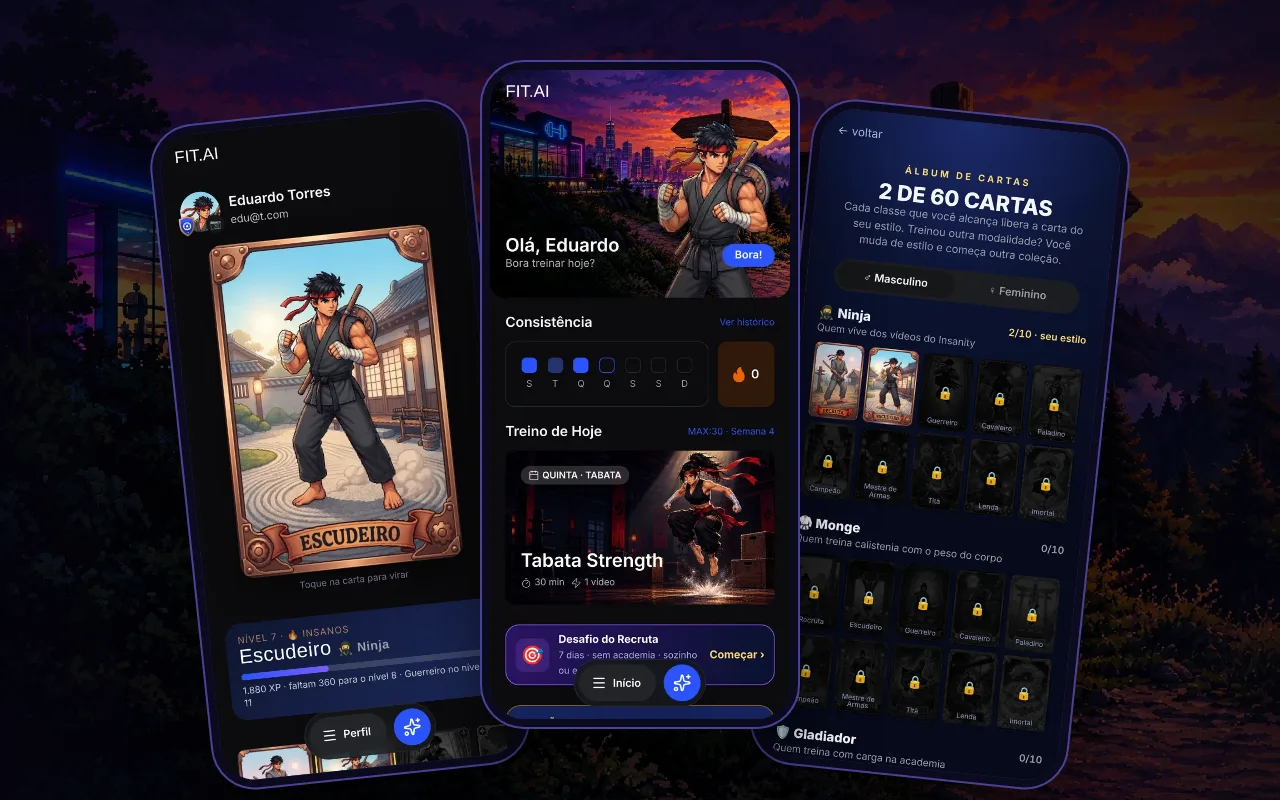 FIT.AI
Eduardo Torres
edu@t.com
ESCUDEIRO
Toque na carta para virar
NÍVEL 7 · 🔥 INSANOS
Escudeiro 🥷 Ninja
1.880 XP · faltam 360 para o nível 8 · Guerreiro no
11
Perfil
FIT.AI
Olá, Eduardo
Bora treinar hoje?
Bora!
Consistência
Ver histórico
S T Q Q S S D
0
Treino de Hoje
MAX:30 · Semana 4
QUINTA · TABATA
Tabata Strength
30 min
1 vídeo
Desafio do Recruta
7 dias · sem academia · sozinho
ou e
Começar ›
Início
← voltar
ÁLBUM DE CARTAS
2 DE 60 CARTAS
Cada classe que você alcança libera a carta do
seu estilo. Treinou outra modalidade? Você
muda de estilo e começa outra coleção.
♂ Masculino
♀ Feminino
🥷 Ninja
2/10 · seu estilo
Quem vive dos vídeos do Insanity
Guerreiro
Cavaleiro
Paladino
Campeão
Mestre de
Armas
Titã
Lenda
Imortal
Monge
0/10
Quem treina calistenia com o peso do corpo
Escudeiro
Guerreiro
Cavaleiro
Paladino
Mestre de
Armas
Titã
Lenda
Imortal
🛡️ Gladiador
0/10
Quem treina com carga na academia